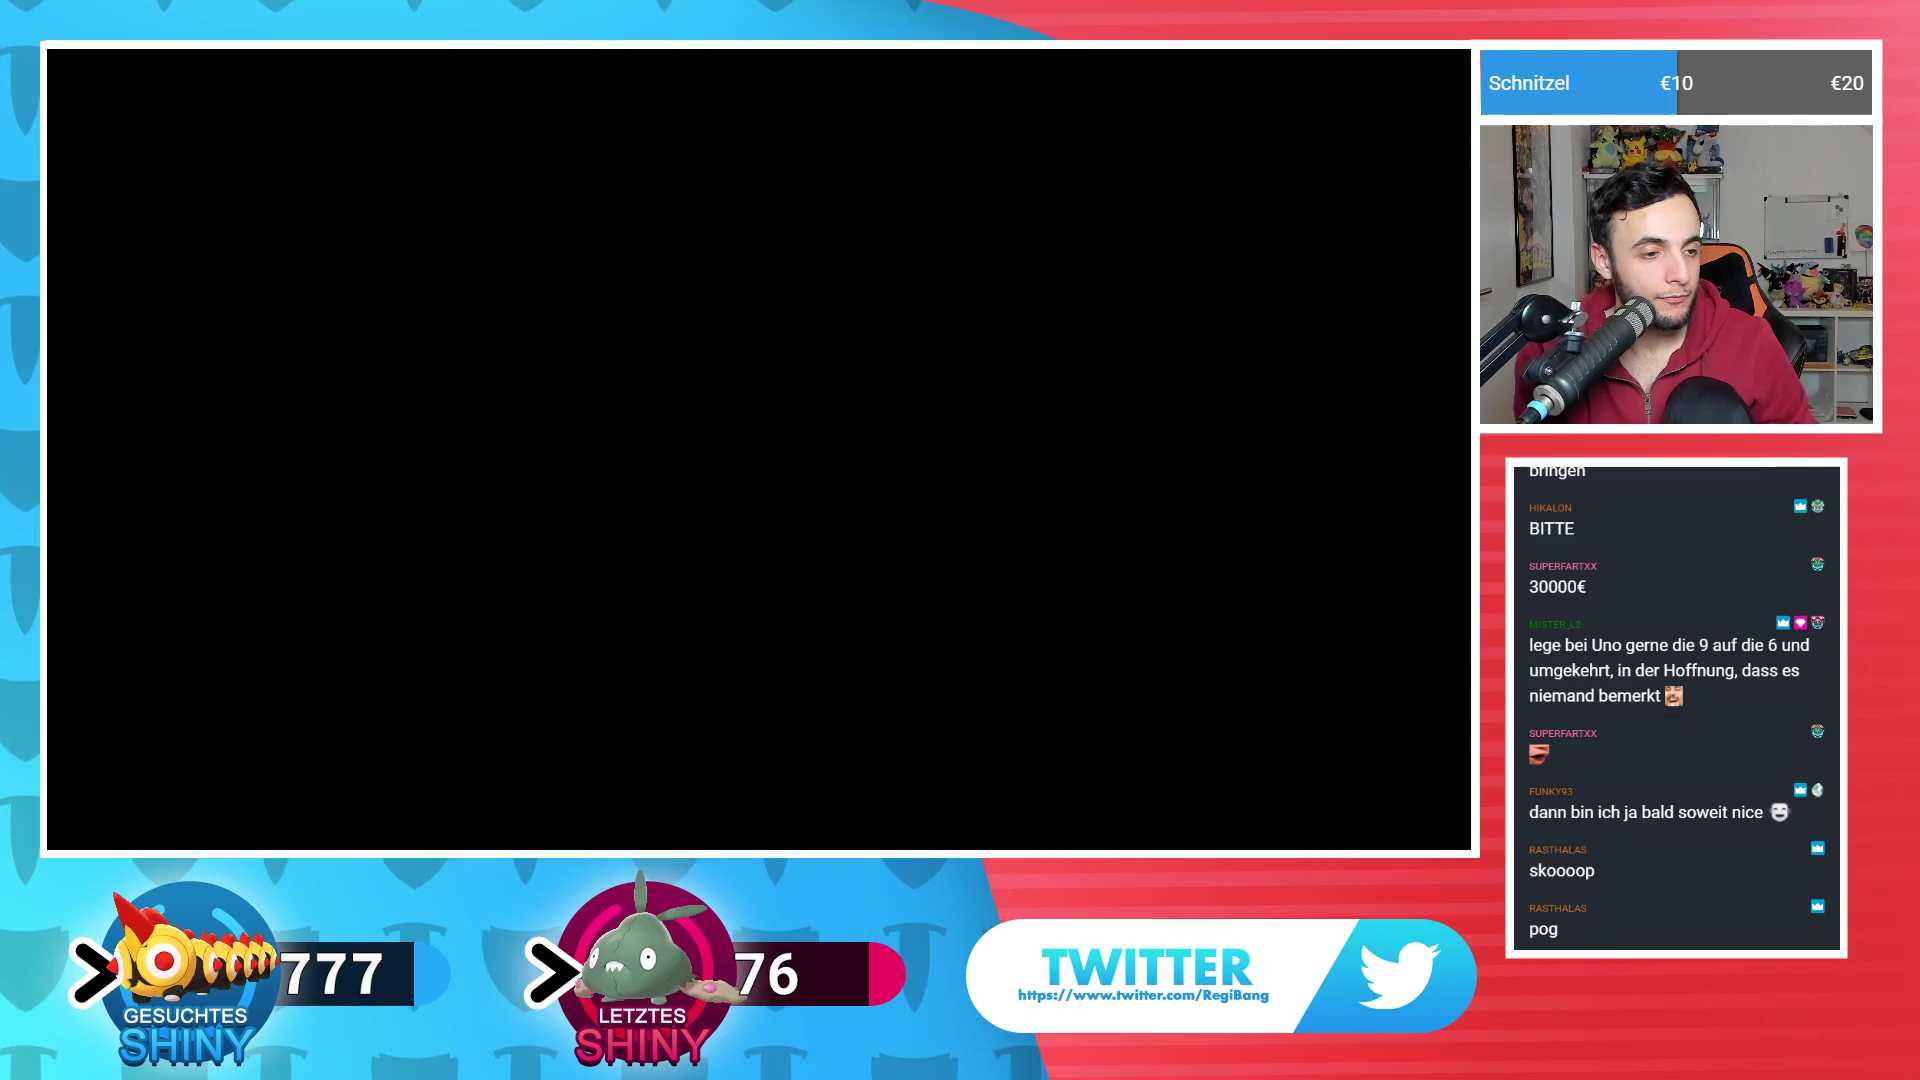 Schnitzel €10 €20
bringen
HIKALON
BITTE
SUPERFARTXX
30000€
MISTER_L2
lege bei Uno gerne die 9 auf die 6 und
umgekehrt, in der Hoffnung, dass es
niemand bemerkt
SUPERFARTXX
FUNKY93
dann bin ich ja bald soweit nice
RASTHALAS
skoooop
RASTHALAS
pog
777
GESUCHTES
SHINY
76
LETZTES
SHINY
TWITTER
https://www.twitter.com/RegiBang